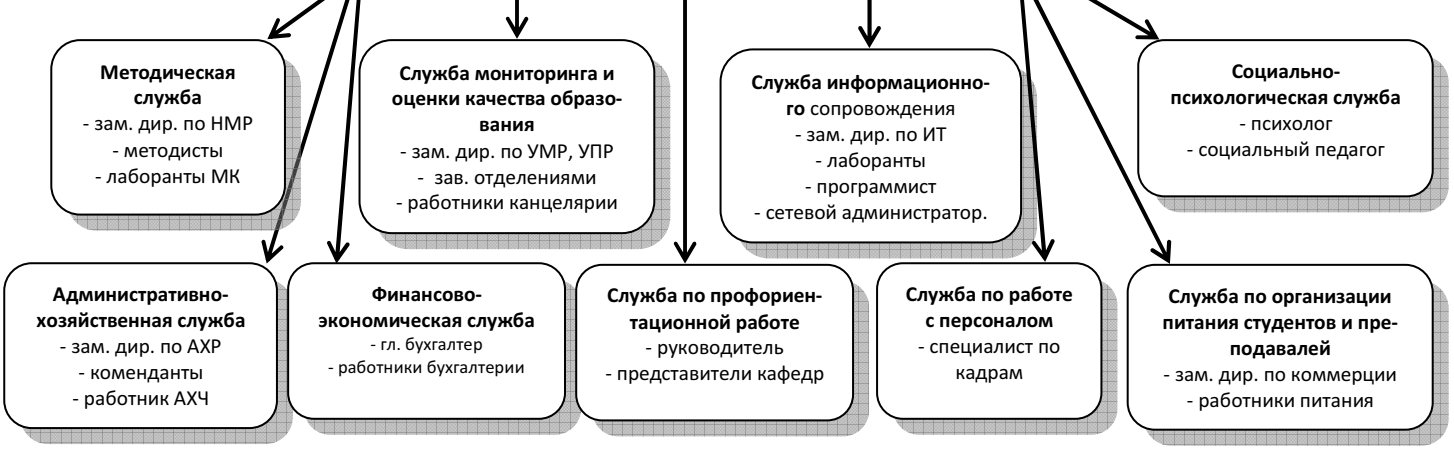 Методическая
служба
- зам. дир. по НМР
- методисты
- лаборанты МК
Служба мониторинга и
оценки качества образо-
вания
- зам. дир. по УМР, УПР
- зав. отделениями
- работники канцелярии
Служба информационно-
го сопровождения
- зам. дир. по ИТ
- лаборанты
- программист
- сетевой администратор.
Социально-
психологическая служба
- психолог
- социальный педагог
Административно-
хозяйственная служба
- зам. дир. по АХР
- коменданты
- работник АХЧ
Финансово-
экономическая служба
- гл. бухгалтер
- работники бухгалтерии
Служба по профориен-
тационной работе
- руководитель
- представители кафедр
Служба по работе
с персоналом
- специалист по
кадрам
Служба по организации
питания студентов и пре-
подавалей
- зам. дир. по коммерции
- работники питания